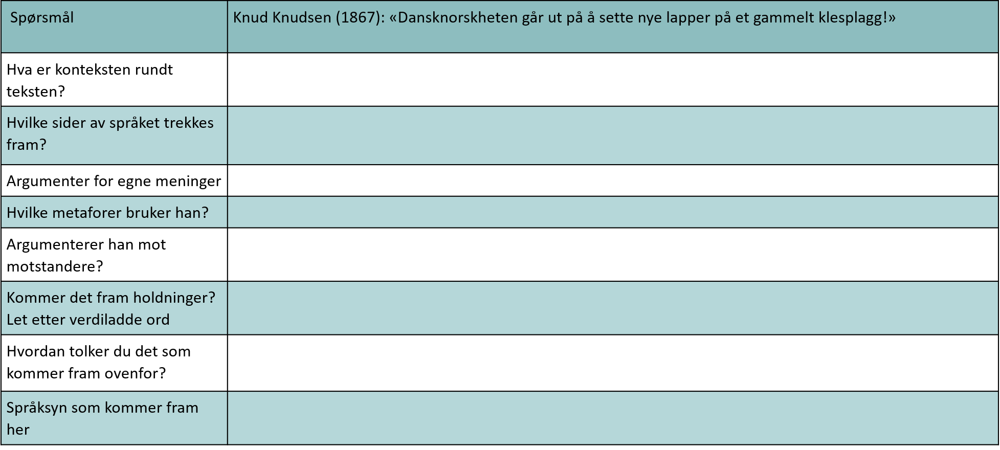 Spørsmål
Knud Knudsen (1867): «Dansknorskheten går ut på å sette nye lapper på et gammelt klesplagg!»
Hva er konteksten rundt
teksten?
Hvilke sider av språket trekkes
fram?
Argumenter for egne meninger
Hvilke metaforer bruker han?
Argumenterer han mot
motstandere?
Kommer det fram holdninger?
Let etter verdiladde ord
Hvordan tolker du det som
kommer fram ovenfor?
Språksyn som kommer fram
her